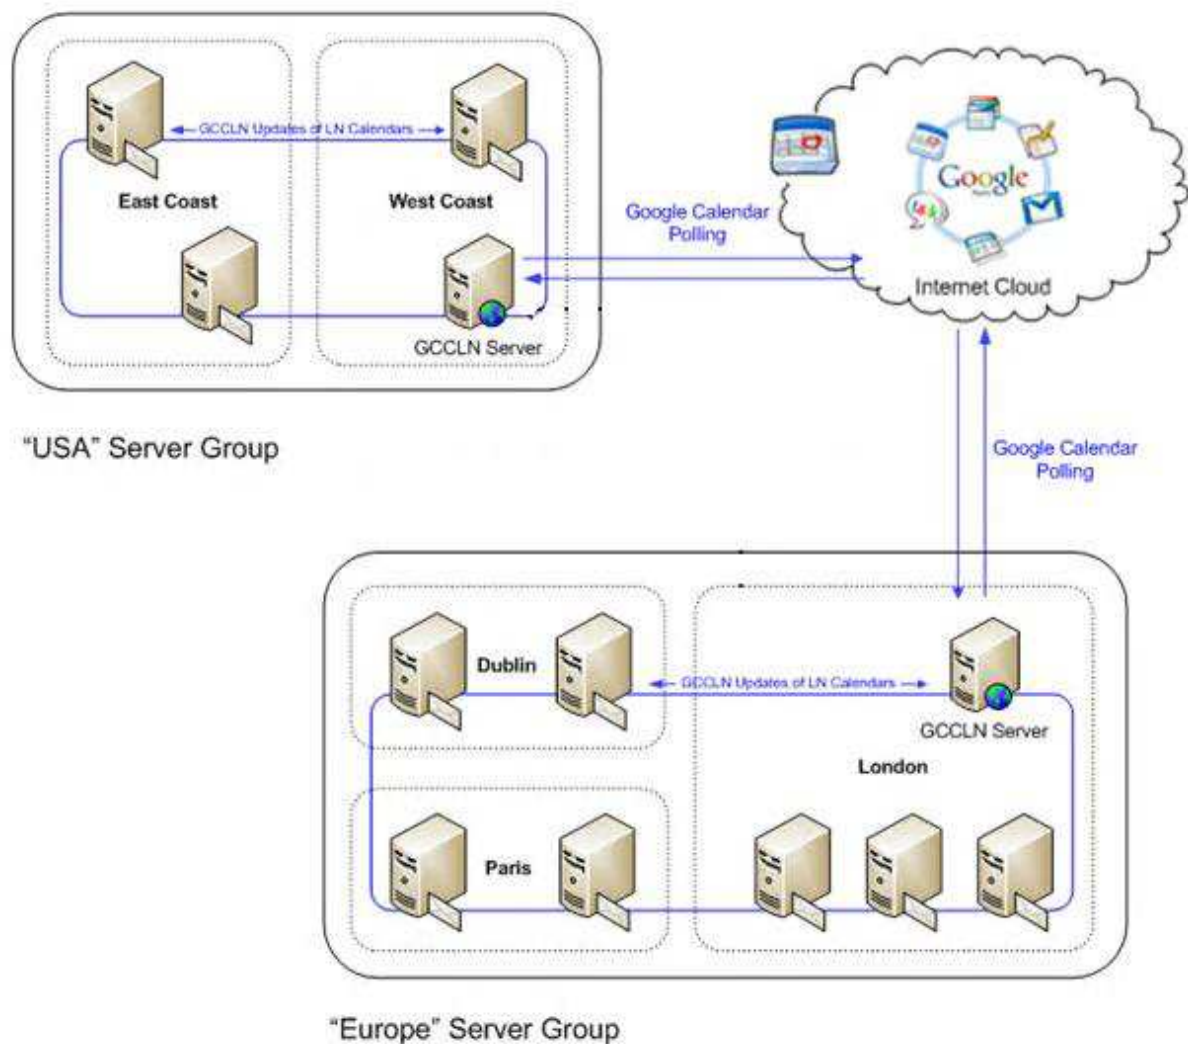 GCCLN Updates of LN Calendars
East Coast
West Coast
GCCLN Server
"USA" Server Group
Google Calendar
Polling
Google
Internet Cloud
Google Calendar
Polling
Dublin
GCCLN Updates of LN Calendars
GCCLN Server
London
Paris
"Europe" Server Group